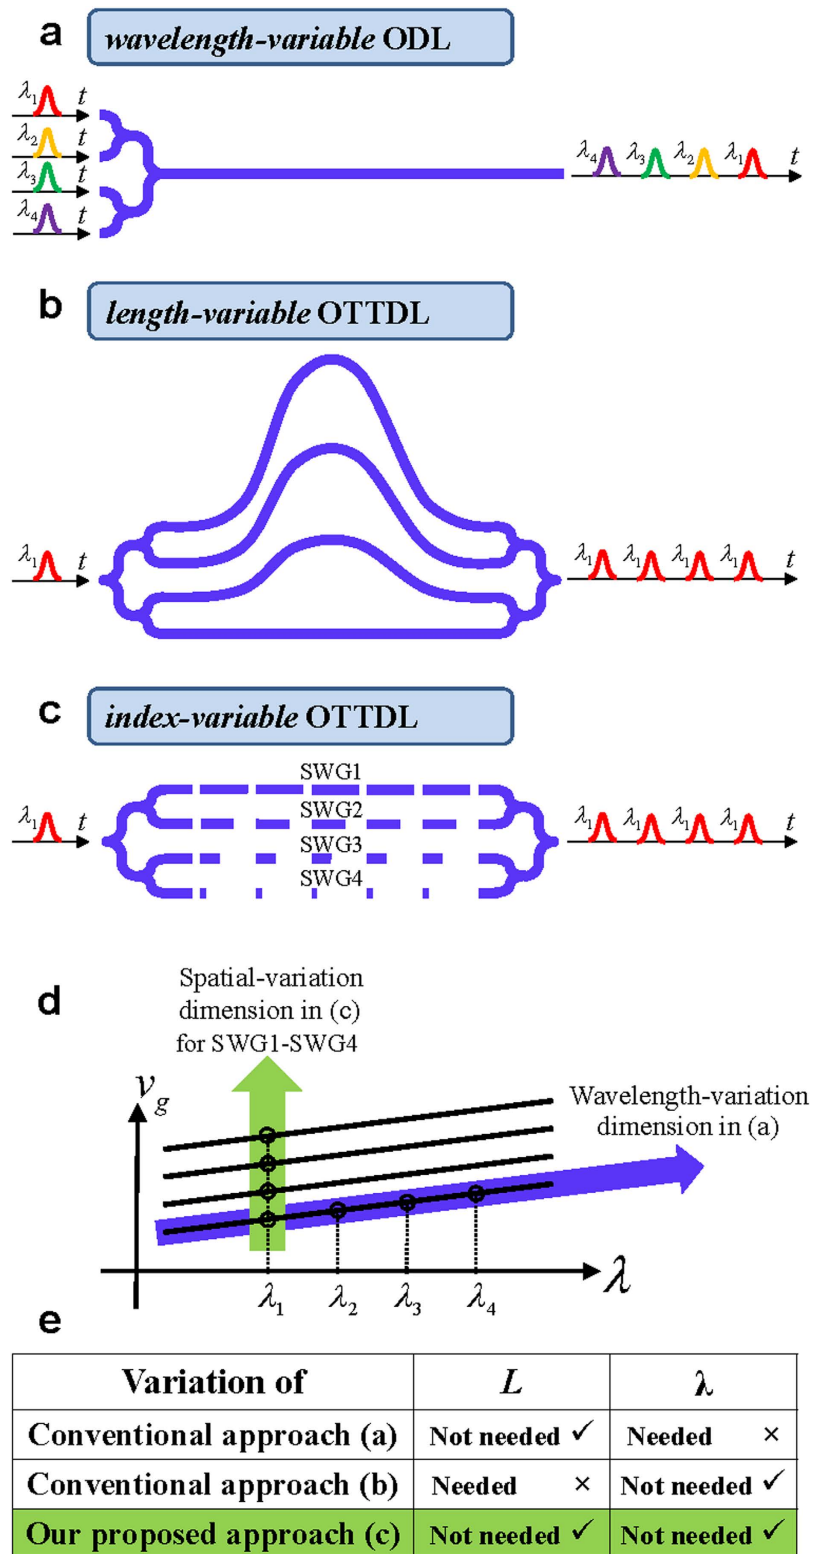 a
wavelength-variable ODL
λ1 t
λ2 t
λ3 t
λ4 t
λ4 λ3 λ2 λ1 t
b
length-variable OTTDL
λ1 t
λ1 λ1 λ1 λ1 t
c
index-variable OTTDL
SWG1
SWG2
SWG3
SWG4
λ1 t
λ1 λ1 λ1 λ1 t
d
Spatial-variation
dimension in (c)
for SWG1-SWG4
vg
Wavelength-variation
dimension in (a)
λ1 λ2 λ3 λ4 λ
e
Variation of L λ
Conventional approach (a) Not needed ✓ Needed ×
Conventional approach (b) Needed × Not needed ✓
Our proposed approach (c) Not needed ✓ Not needed ✓